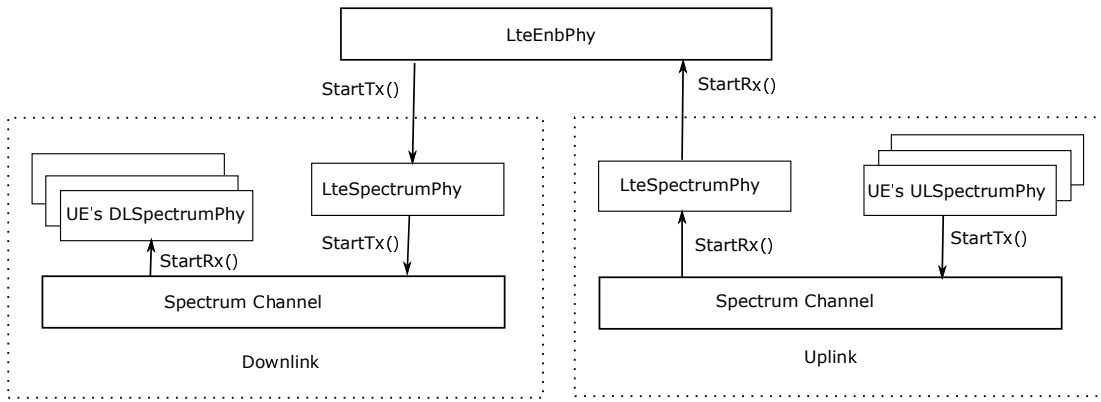 LteEnbPhy
StartTx()
StartRx()
UE's DLSpectrumPhy
LteSpectrumPhy
StartRx()
StartTx()
Spectrum Channel
Downlink
LteSpectrumPhy
UE's ULSpectrumPhy
StartRx()
StartTx()
Spectrum Channel
Uplink